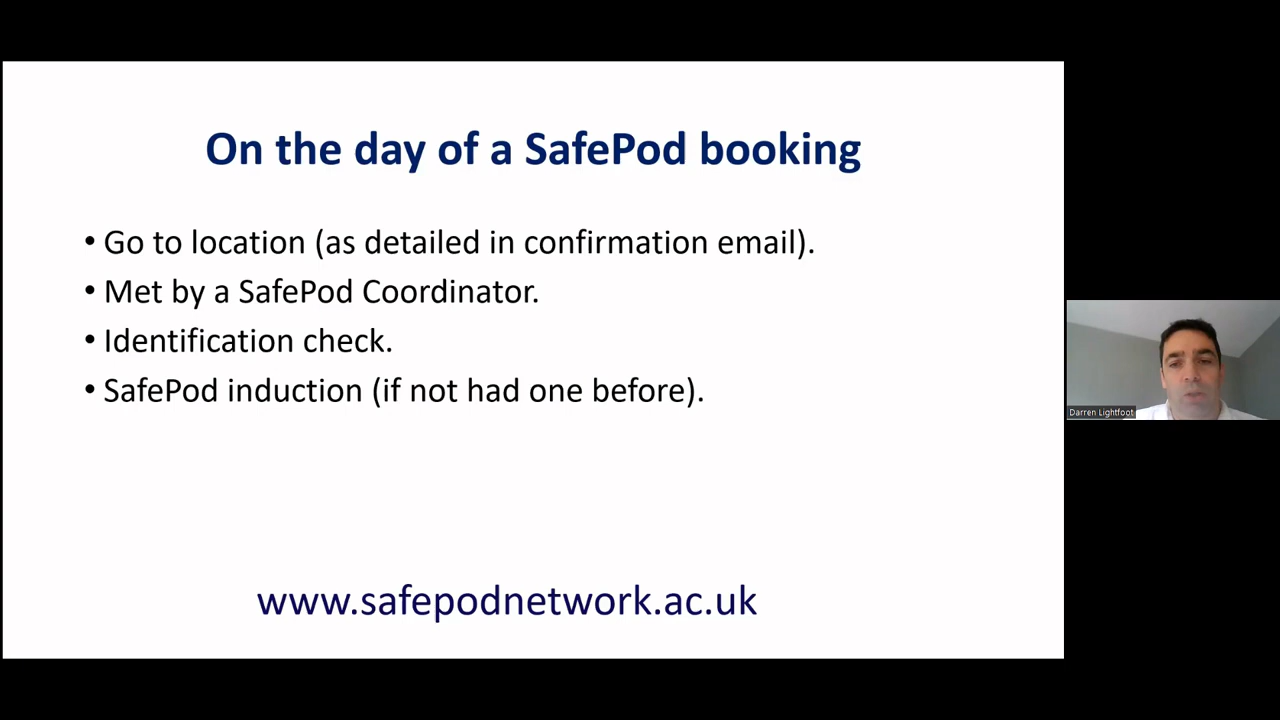 On the day of a SafePod booking
• Go to location (as detailed in confirmation email).
• Met by a SafePod Coordinator.
• Identification check.
• SafePod induction (if not had one before).
www.safepodnetwork.ac.uk
Darren Lightfoot